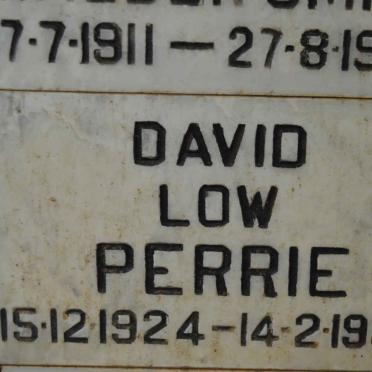 7·7·1911 — 27·8·19
DAVID
LOW
PERRIE
15·12·1924 – 14·2·19